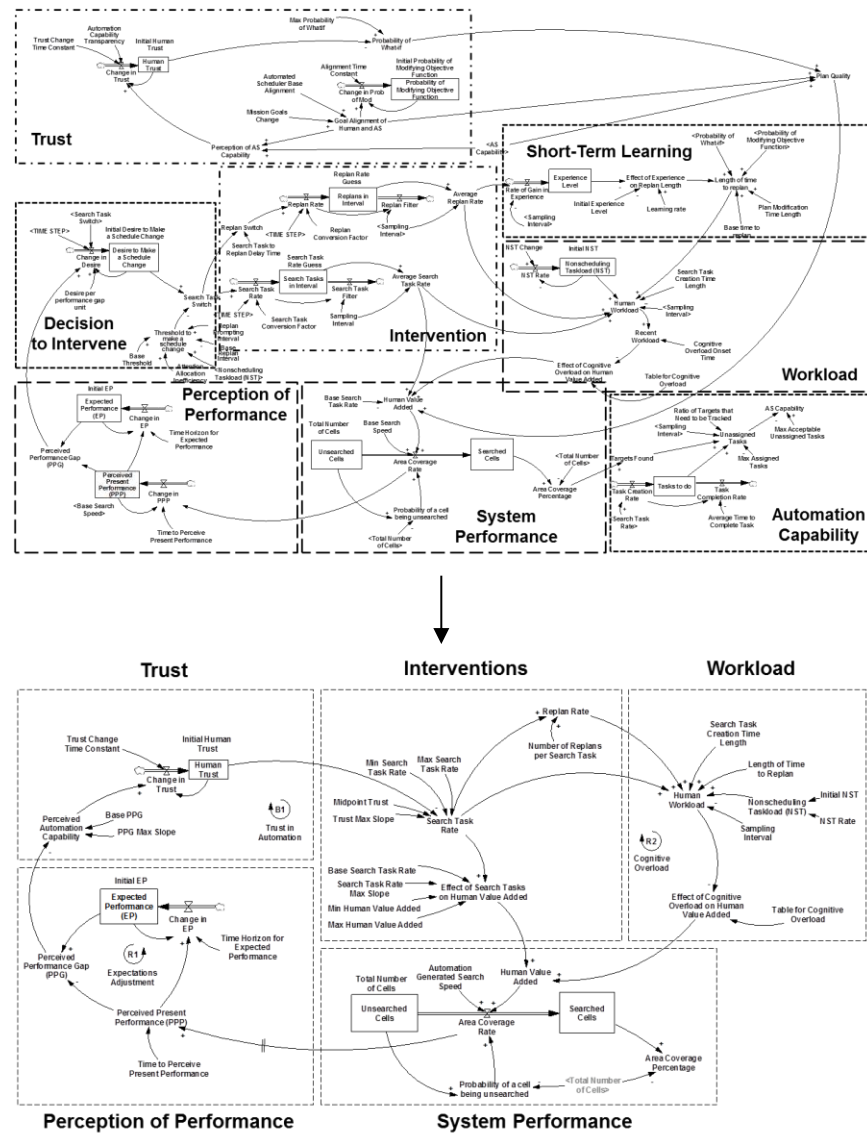 Automation
Capability
Transparency
Trust Change
Time Constant
Initial Human
Trust
Human Trust
Change in
Trust
Max Probability
of Whatif
Probability of
Whatif
Automated
Scheduler Base
Alignment
Alignment Time
Constant
Initial Probability of
Modifying Objective
Function
Probability of
Modifying Objective
Function
Change in Prob
of Mod
Mission Goals
Change
Goal Alignment of
Human and AS
Perception of AS
Capability
Trust
Plan Quality
<AS
Capability>
Short-Term Learning
<Probability of
Whatif>
<Probability of
Modifying Objective
Function>
Experience
Level
Rate of Gain in
Experience
Effect of Experience
on Replan Length
Length of time
to replan
Initial Experience
Level
Learning rate
<Sampling
Interval>
Plan Modification
Time Length
Base time to
replan
Replan Rate
Guess
Replans in
Interval
Replan Rate
Replan Filter
Average
Replan Rate
Replan Switch
<TIME STEP>
Replan
Conversion Factor
<Sampling
Interval>
Search Task to
Replan Delay Time
Search Task
Rate Guess
Search Tasks
in Interval
Search Task
Rate
Search Task
Filter
Average Search
Task Rate
<TIME STEP>
Search Task
Conversion Factor
Sampling
Interval
Intervention
<Search Task
Switch>
<TIME STEP>
Initial Desire to Make
a Schedule Change
Desire to Make
a Schedule
Change
Change in
Desire
Desire per
performance gap
unit
Search Task
Switch
Decision
to Intervene
Threshold to
make a
schedule change
Replan
Prompting
Interval
Base
Replan Interval
Base
Threshold
Attention
Allocation
Inefficiency
<Nonscheduling
Taskload (NST)>
NST Change
Initial NST
Nonscheduling
Taskload (NST)
NST Rate
Search Task
Creation Time
Length
Human
Workload
<Sampling
Interval>
Recent
Workload
Cognitive
Overload Onset
Time
Effect of Cognitive
Overload on Human
Value Added
Table for Cognitive
Overload
Workload
Perception of
Performance
Initial EP
Expected
Performance
(EP)
Change in
EP
Time Horizon for
Expected
Performance
Perceived
Performance Gap
(PPG)
Perceived
Present
Performance (PPP)
Change in
PPP
<Base Search
Speed>
Time to Perceive
Present Performance
Base Search
Task Rate
Human Value
Added
Total Number
of Cells
Base Search
Speed
Unsearched
Cells
Area Coverage
Rate
Searched
Cells
<Total Number
of Cells>
Area Coverage
Percentage
Probability of a cell
being unsearched
<Total Number
of Cells>
System
Performance
Ratio of Targets that
Need to be Tracked
AS Capability
<Sampling
Interval>
Unassigned
Tasks
Max Acceptable
Unassigned Tasks
Targets Found
Max Assigned
Tasks
Tasks to do
Task
Creation Rate
Task
Completion Rate
<Search Task
Rate>
Average Time to
Complete Task
Automation
Capability
Trust
Interventions
Workload
Trust Change
Time Constant
Initial Human
Trust
Human
Trust
Change in
Trust
Perceived
Automation
Capability
Base PPG
PPG Max Slope
B1
Trust in
Automation
Replan Rate
Number of Replans
per Search Task
Min Search
Task Rate
Max Search
Task Rate
Midpoint Trust
Trust Max Slope
Search Task
Rate
Base Search Task Rate
Search Task Rate
Max Slope
Min Human Value Added
Max Human Value Added
Effect of Search Tasks
on Human Value Added
Search Task
Creation Time
Length
Length of Time
to Replan
Human
Workload
Initial NST
Nonscheduling
Taskload (NST)
NST Rate
Sampling
Interval
R2
Cognitive
Overload
Effect of Cognitive
Overload on Human
Value Added
Table for Cognitive
Overload
Initial EP
Expected
Performance
(EP)
Change in
EP
Time Horizon for
Expected
Performance
R1
Expectations
Adjustment
Perceived
Performance Gap
(PPG)
Perceived Present
Performance (PPP)
Time to Perceive
Present Performance
Total Number
of Cells
Automation
Generated Search
Speed
Human Value
Added
Unsearched
Cells
Area Coverage
Rate
Searched
Cells
Area Coverage
Percentage
Probability of a cell
being unsearched
<Total Number
of Cells>
Perception of Performance
System Performance